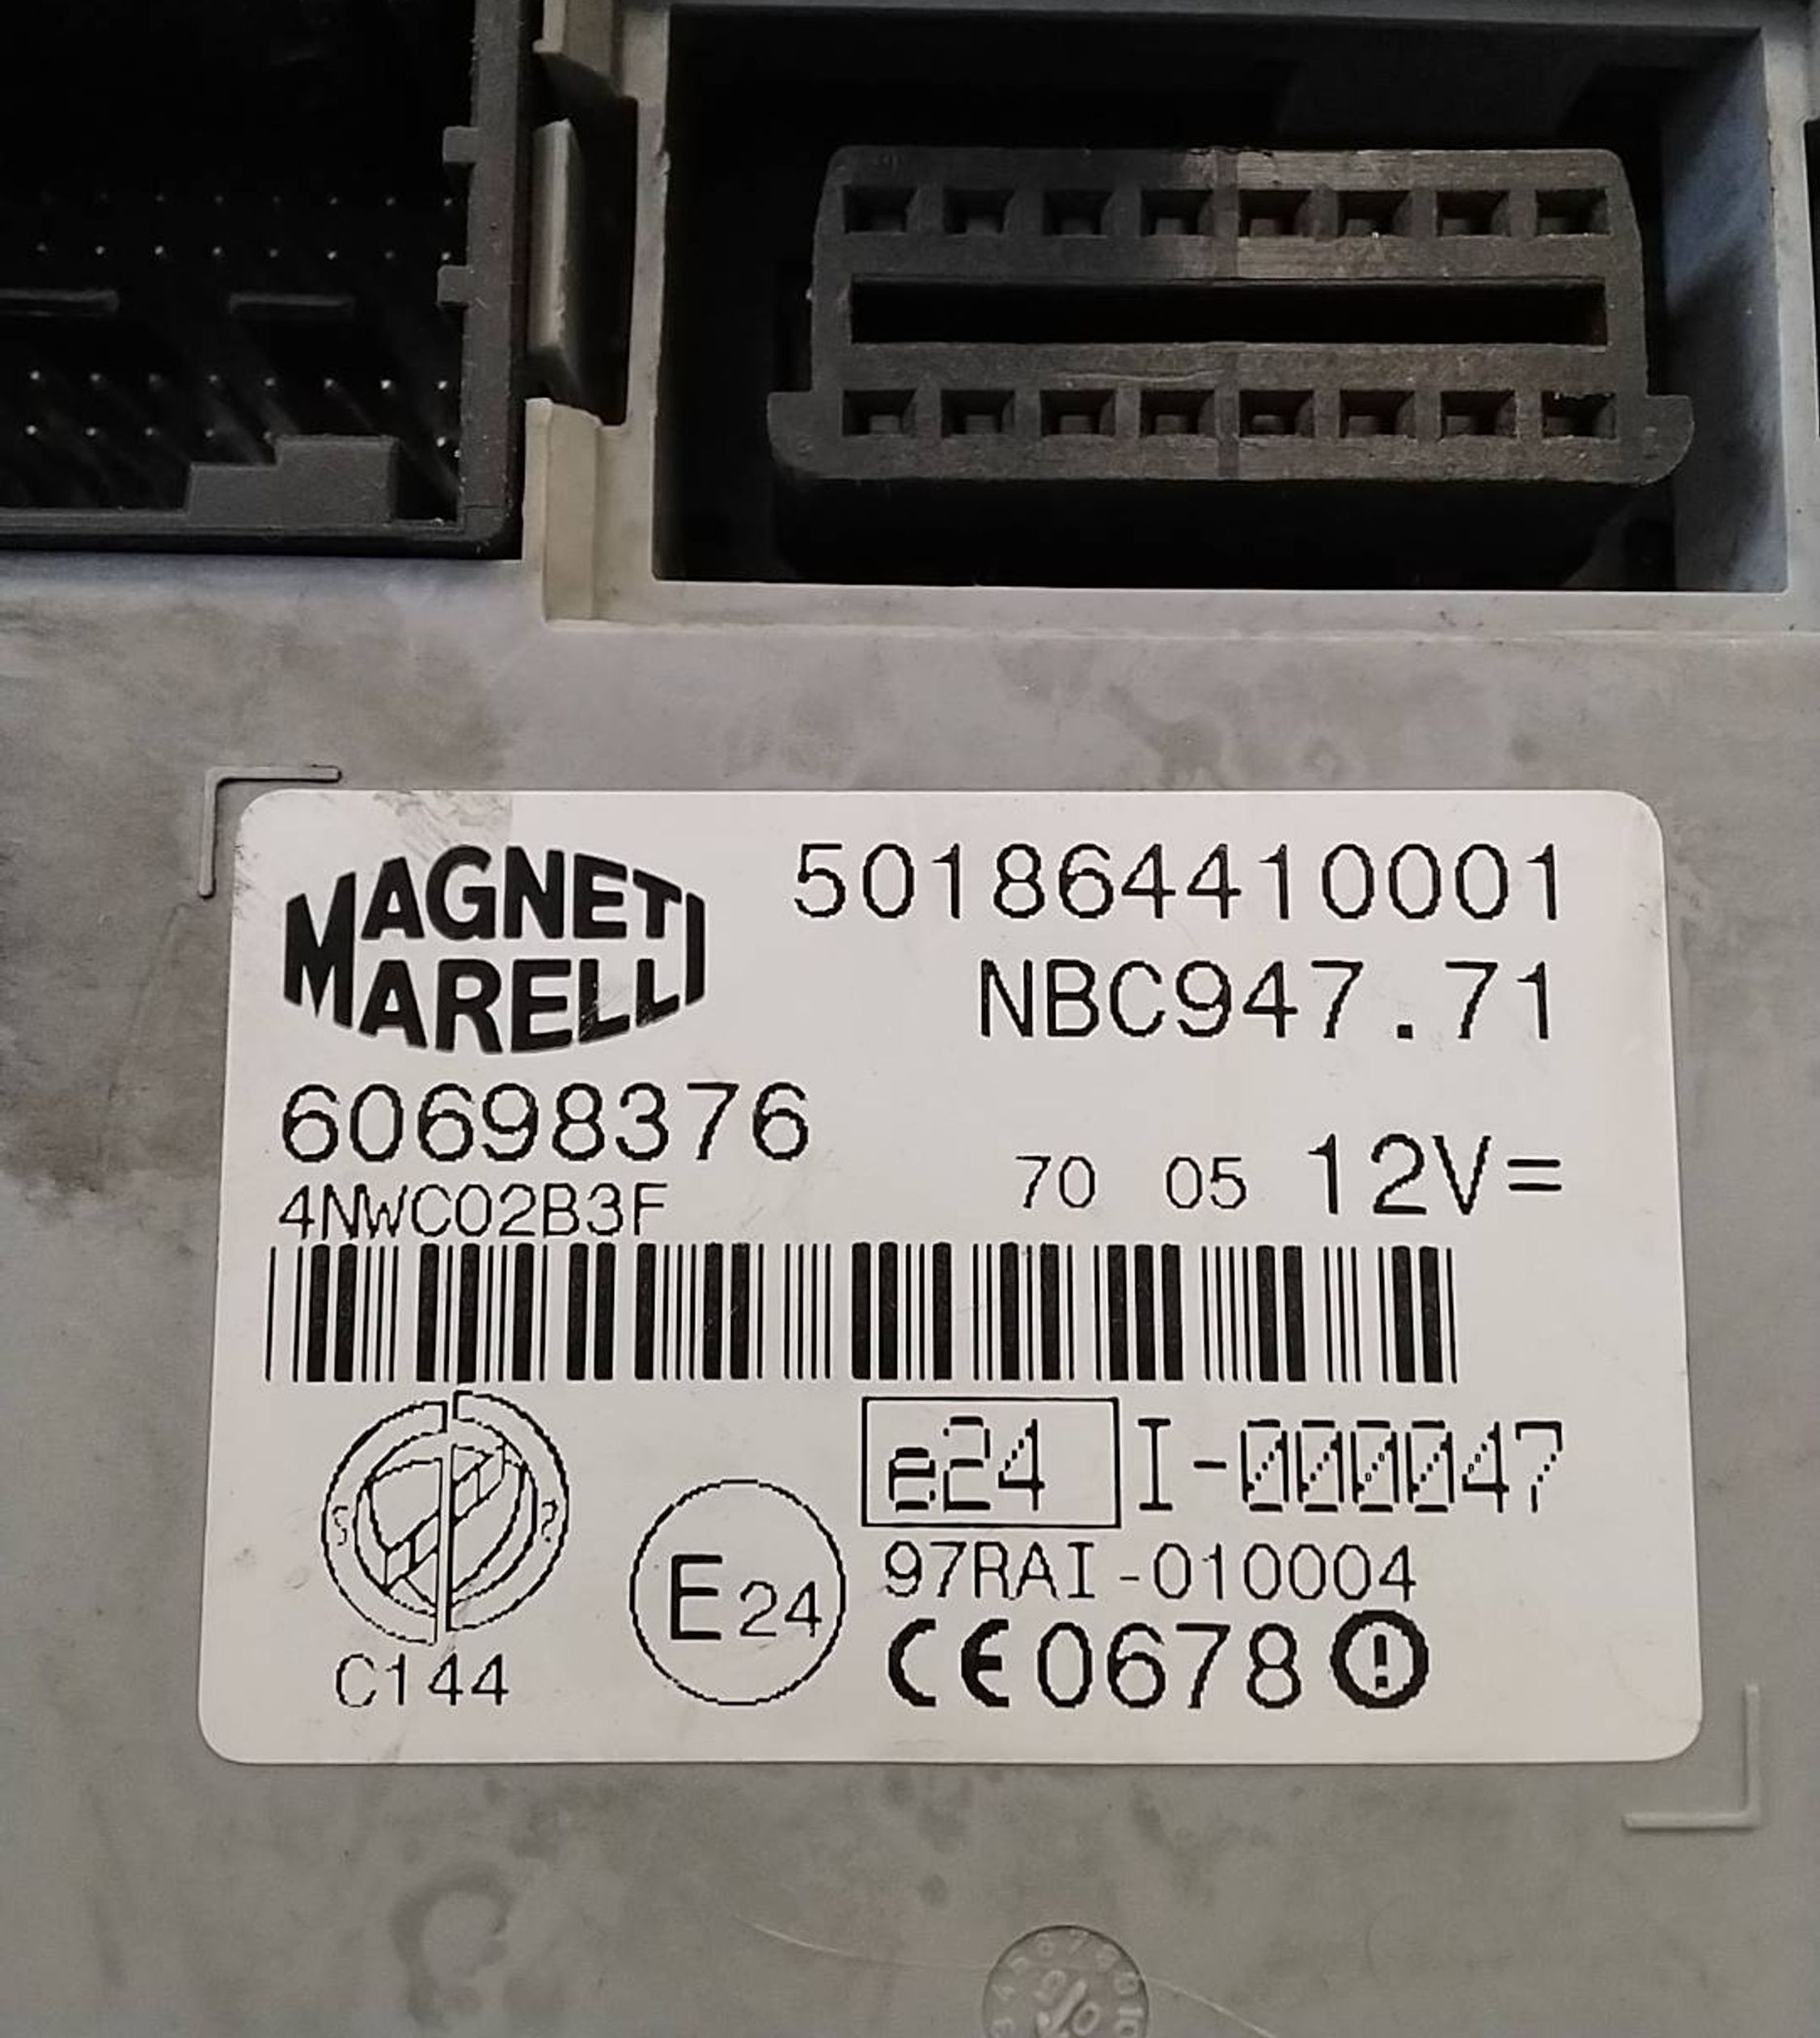 MAGNETI
MARELLI
501864410001
NBC947.71
60698376
70 05 12V=
4NWC02B3F
e24 I-000047
E24
97RAI-010004
CE0678
C144